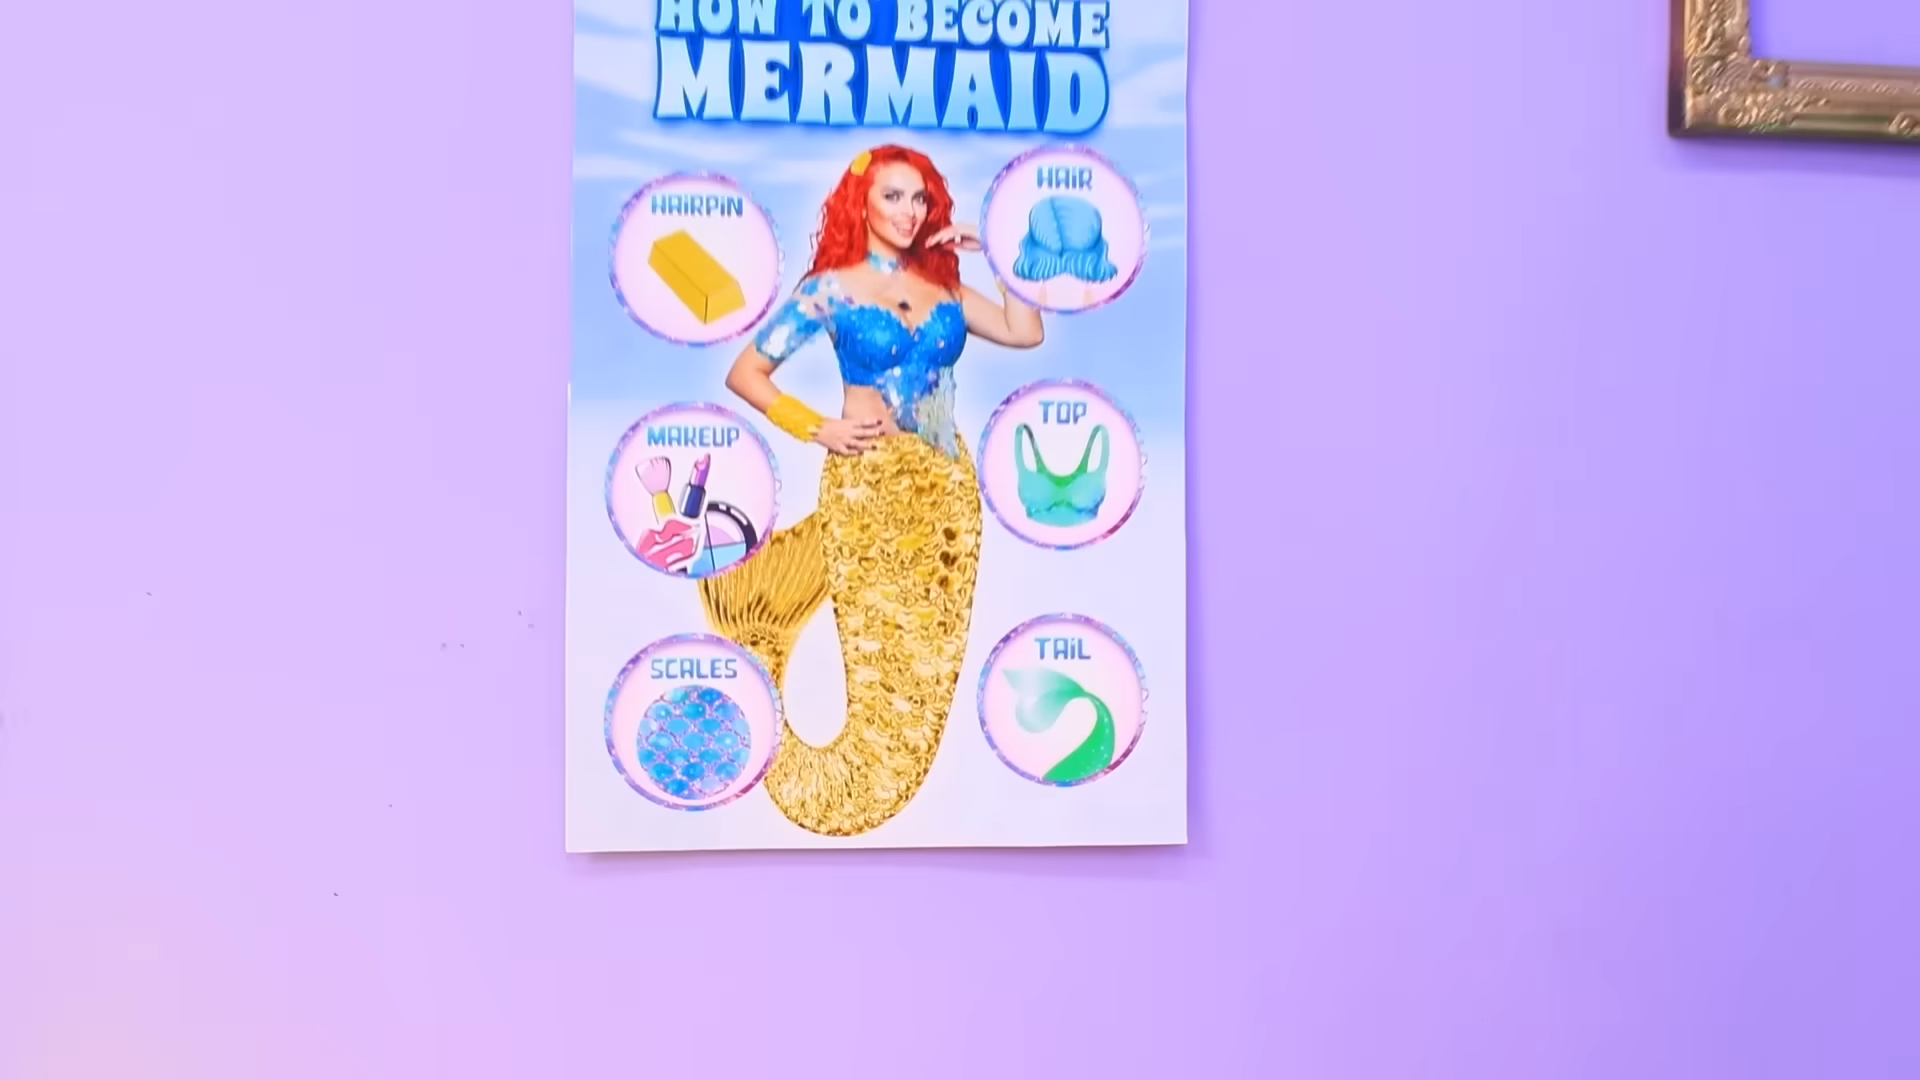 HOW TO BECOME
MERMAID
HAIRPIN
HAIR
MAKEUP
TOP
SCALES
TAIL